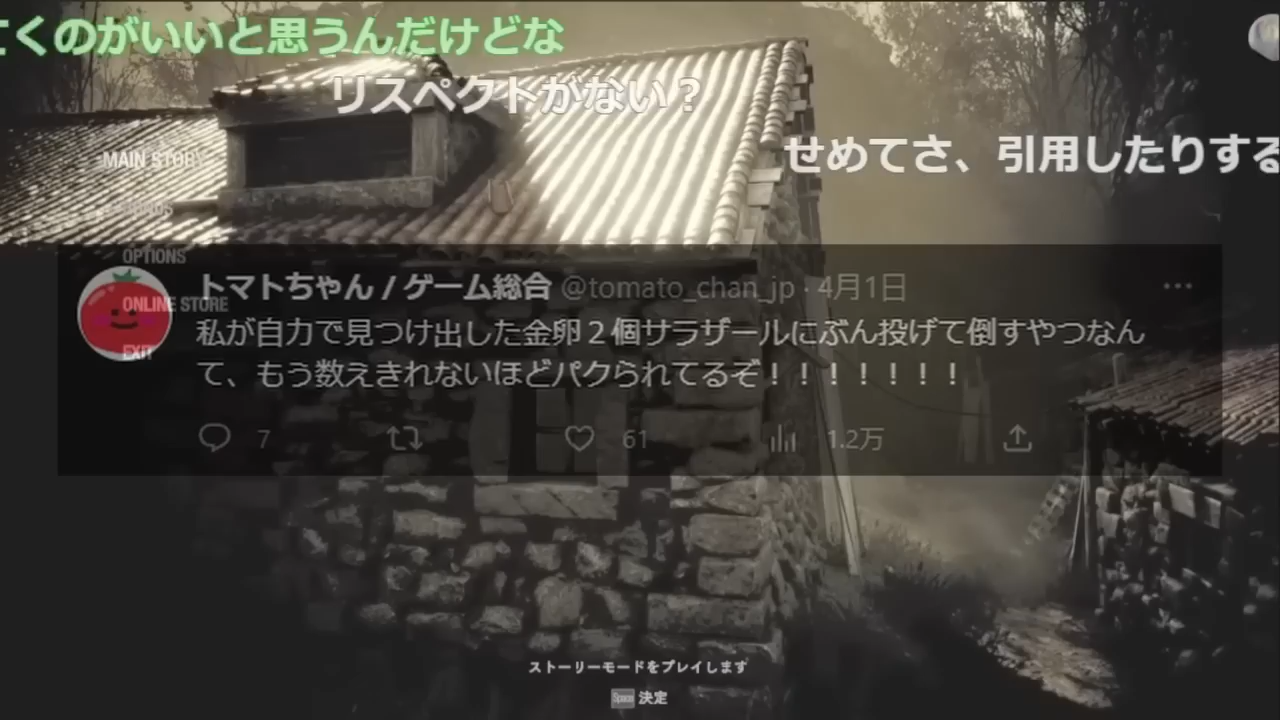 てくのがいいと思うんだけどな
リスペクトがない？
せめてさ、引用したりする
MAIN STORY
OPTIONS
ONLINE STORE
EXIT
トマトちゃん / ゲーム総合 @tomato_chan_jp · 4月1日
私が自力で見つけ出した金卵２個サラザールにぶん投げて倒すやつなん
て、もう数えきれないほどパクられてるぞ！！！！！！！
7 61 1.2万
ストーリーモードをプレイします
Space 決定